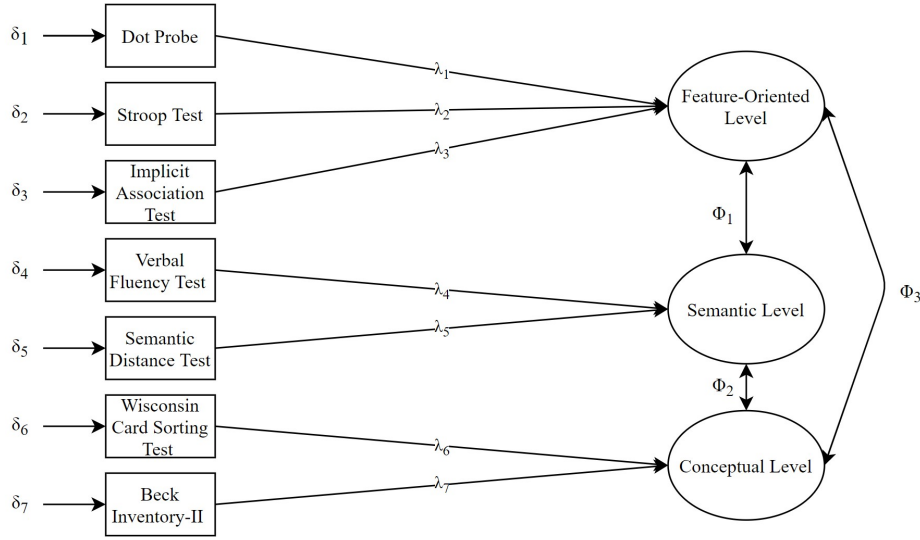 δ1
Dot Probe
λ1
δ2
Stroop Test
λ2
δ3
Implicit
Association
Test
λ3
Feature-Oriented
Level
Φ1
δ4
Verbal
Fluency Test
λ4
δ5
Semantic
Distance Test
λ5
Semantic Level
Φ3
Φ2
δ6
Wisconsin
Card Sorting
Test
λ6
δ7
Beck
Inventory-II
λ7
Conceptual Level